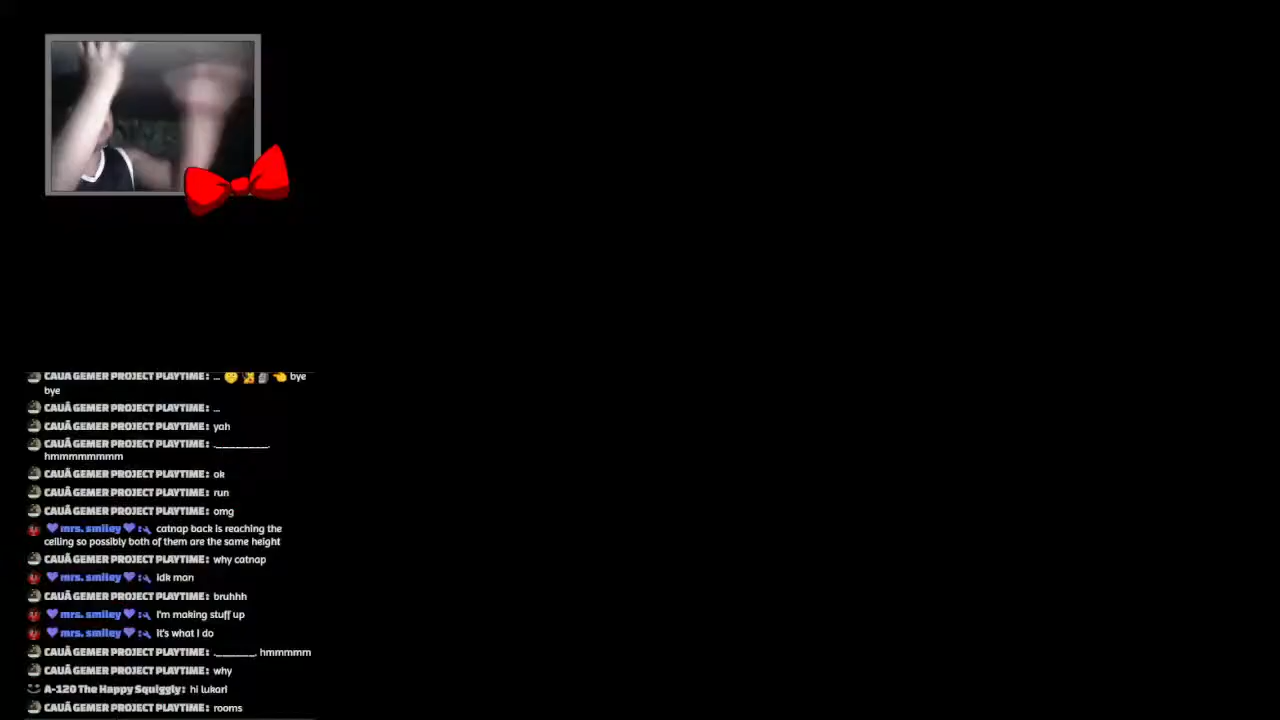 CAUÃ GEMER PROJECT PLAYTIME: ... 🤫 👈 bye
bye
CAUÃ GEMER PROJECT PLAYTIME: ...
CAUÃ GEMER PROJECT PLAYTIME: yah
CAUÃ GEMER PROJECT PLAYTIME: .________.
hmmmmmmmm
CAUÃ GEMER PROJECT PLAYTIME: ok
CAUÃ GEMER PROJECT PLAYTIME: run
CAUÃ GEMER PROJECT PLAYTIME: omg
💜 mrs. smiley 💜: catnap back is reaching the
ceiling so possibly both of them are the same height
CAUÃ GEMER PROJECT PLAYTIME: why catnap
💜 mrs. smiley 💜: Idk man
CAUÃ GEMER PROJECT PLAYTIME: bruhhh
💜 mrs. smiley 💜: I'm making stuff up
💜 mrs. smiley 💜: It's what I do
CAUÃ GEMER PROJECT PLAYTIME: .______. hmmmmm
CAUÃ GEMER PROJECT PLAYTIME: why
A-120 The Happy Squiggly: hi lukari
CAUÃ GEMER PROJECT PLAYTIME: rooms